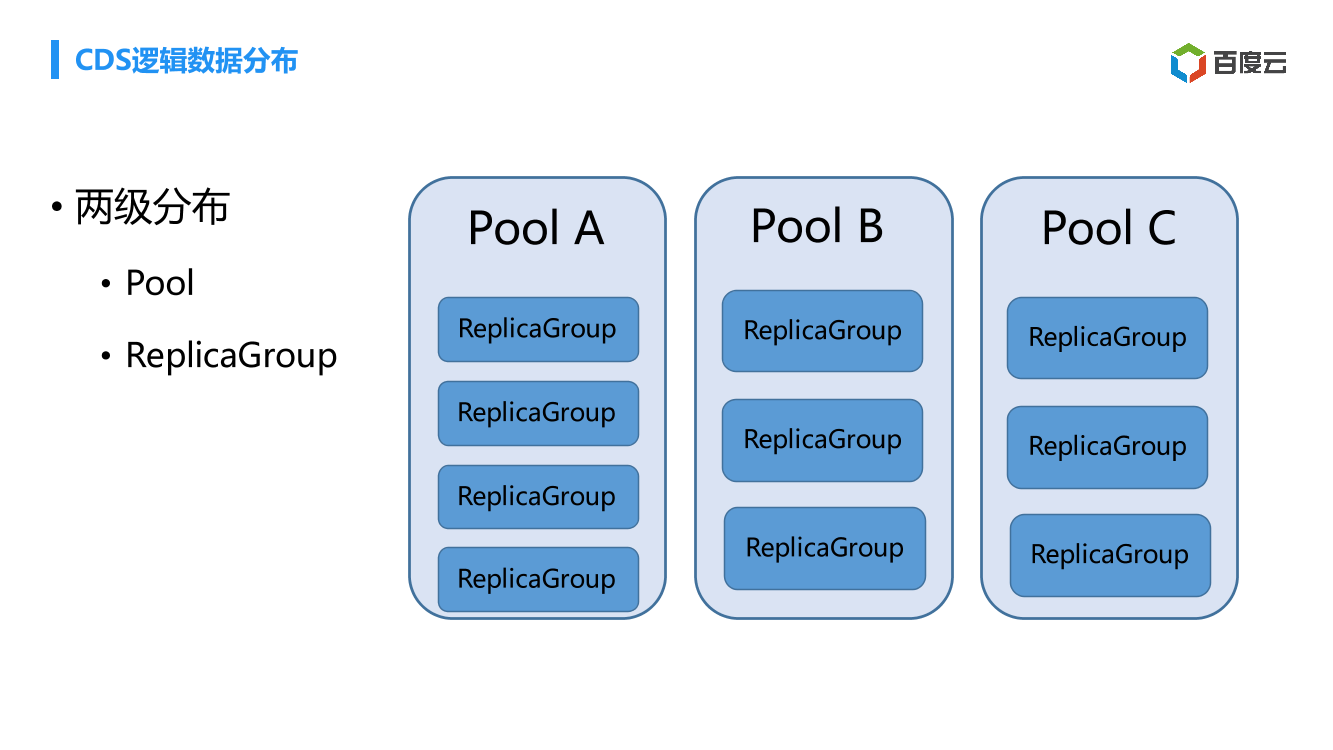 CDS逻辑数据分布
百度云
• 两级分布
• Pool
• ReplicaGroup
Pool A
ReplicaGroup
ReplicaGroup
ReplicaGroup
ReplicaGroup
Pool B
ReplicaGroup
ReplicaGroup
ReplicaGroup
Pool C
ReplicaGroup
ReplicaGroup
ReplicaGroup